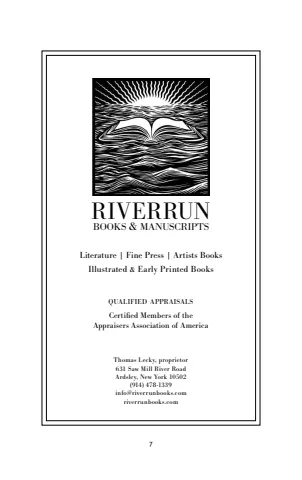 RIVERRUN
BOOKS & MANUSCRIPTS
Literature | Fine Press | Artists Books
Illustrated & Early Printed Books
QUALIFIED APPRAISALS
Certified Members of the
Appraisers Association of America
Thomas Lecky, proprietor
631 Saw Mill River Road
Ardsley, New York 10502
(914) 478-1339
info@riverrunbooks.com
riverrunbooks.com
7